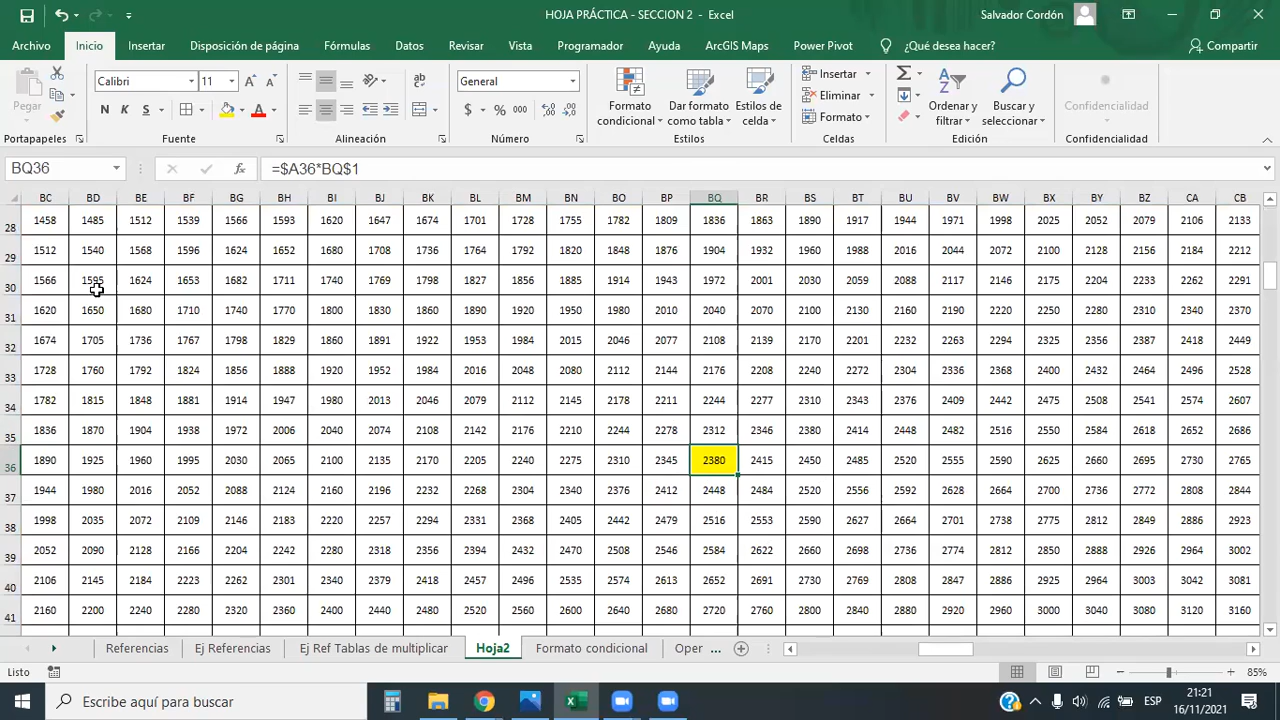 HOJA PRÁCTICA - SECCION 2 - Excel
Salvador Cordón
Archivo Inicio Insertar Disposición de página Fórmulas Datos Revisar Vista Programador Ayuda ArcGIS Maps Power Pivot ¿Qué desea hacer? Compartir
Pegar
Calibri 11
N K S
ab
General
$ % 000
Formato condicional
Dar formato como tabla
Estilos de celda
Insertar
Eliminar
Formato
Ordenar y filtrar
Buscar y seleccionar
Confidencialidad
Portapapeles Fuente Alineación Número Estilos Celdas Edición Confidencialidad
BQ36 fx =$A36*BQ$1
BC BD BE BF BG BH BI BJ BK BL BM BN BO BP BQ BR BS BT BU BV BW BX BY BZ CA CB
28 1458 1485 1512 1539 1566 1593 1620 1647 1674 1701 1728 1755 1782 1809 1836 1863 1890 1917 1944 1971 1998 2025 2052 2079 2106 2133
29 1512 1540 1568 1596 1624 1652 1680 1708 1736 1764 1792 1820 1848 1876 1904 1932 1960 1988 2016 2044 2072 2100 2128 2156 2184 2212
30 1566 1595 1624 1653 1682 1711 1740 1769 1798 1827 1856 1885 1914 1943 1972 2001 2030 2059 2088 2117 2146 2175 2204 2233 2262 2291
31 1620 1650 1680 1710 1740 1770 1800 1830 1860 1890 1920 1950 1980 2010 2040 2070 2100 2130 2160 2190 2220 2250 2280 2310 2340 2370
32 1674 1705 1736 1767 1798 1829 1860 1891 1922 1953 1984 2015 2046 2077 2108 2139 2170 2201 2232 2263 2294 2325 2356 2387 2418 2449
33 1728 1760 1792 1824 1856 1888 1920 1952 1984 2016 2048 2080 2112 2144 2176 2208 2240 2272 2304 2336 2368 2400 2432 2464 2496 2528
34 1782 1815 1848 1881 1914 1947 1980 2013 2046 2079 2112 2145 2178 2211 2244 2277 2310 2343 2376 2409 2442 2475 2508 2541 2574 2607
35 1836 1870 1904 1938 1972 2006 2040 2074 2108 2142 2176 2210 2244 2278 2312 2346 2380 2414 2448 2482 2516 2550 2584 2618 2652 2686
36 1890 1925 1960 1995 2030 2065 2100 2135 2170 2205 2240 2275 2310 2345 2380 2415 2450 2485 2520 2555 2590 2625 2660 2695 2730 2765
37 1944 1980 2016 2052 2088 2124 2160 2196 2232 2268 2304 2340 2376 2412 2448 2484 2520 2556 2592 2628 2664 2700 2736 2772 2808 2844
38 1998 2035 2072 2109 2146 2183 2220 2257 2294 2331 2368 2405 2442 2479 2516 2553 2590 2627 2664 2701 2738 2775 2812 2849 2886 2923
39 2052 2090 2128 2166 2204 2242 2280 2318 2356 2394 2432 2470 2508 2546 2584 2622 2660 2698 2736 2774 2812 2850 2888 2926 2964 3002
40 2106 2145 2184 2223 2262 2301 2340 2379 2418 2457 2496 2535 2574 2613 2652 2691 2730 2769 2808 2847 2886 2925 2964 3003 3042 3081
41 2160 2200 2240 2280 2320 2360 2400 2440 2480 2520 2560 2600 2640 2680 2720 2760 2800 2840 2880 2920 2960 3000 3040 3080 3120 3160
Referencias Ej Referencias Ej Ref Tablas de multiplicar Hoja2 Formato condicional Oper ...
Listo 85%
Escribe aquí para buscar
ESP
21:21
16/11/2021